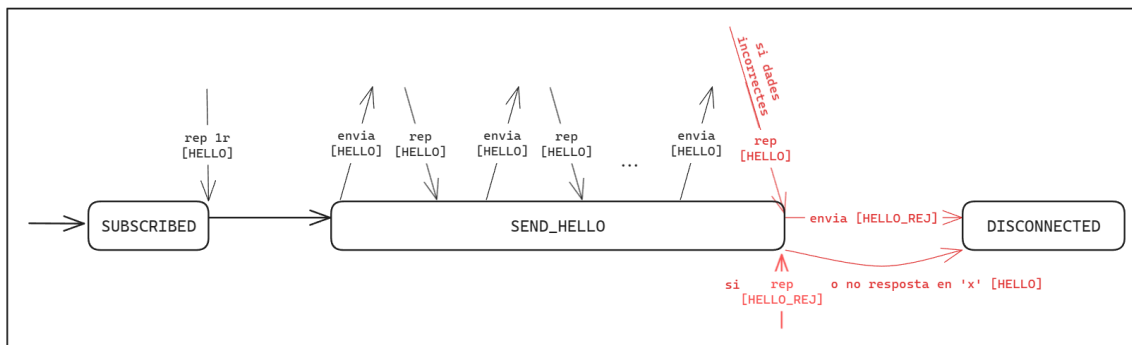 si dades
incorrectes
rep 1r
[HELLO]
envia
[HELLO]
rep
[HELLO]
envia
[HELLO]
rep
[HELLO]
...
envia
[HELLO]
rep
[HELLO]
SUBSCRIBED
SEND_HELLO
envia [HELLO_REJ]
DISCONNECTED
si rep
[HELLO_REJ]
o no resposta en 'x' [HELLO]